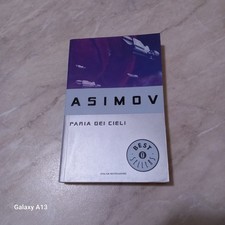 ASIMOV
PARIA DEI CIELI
BEST
SELLERS
Galaxy A13